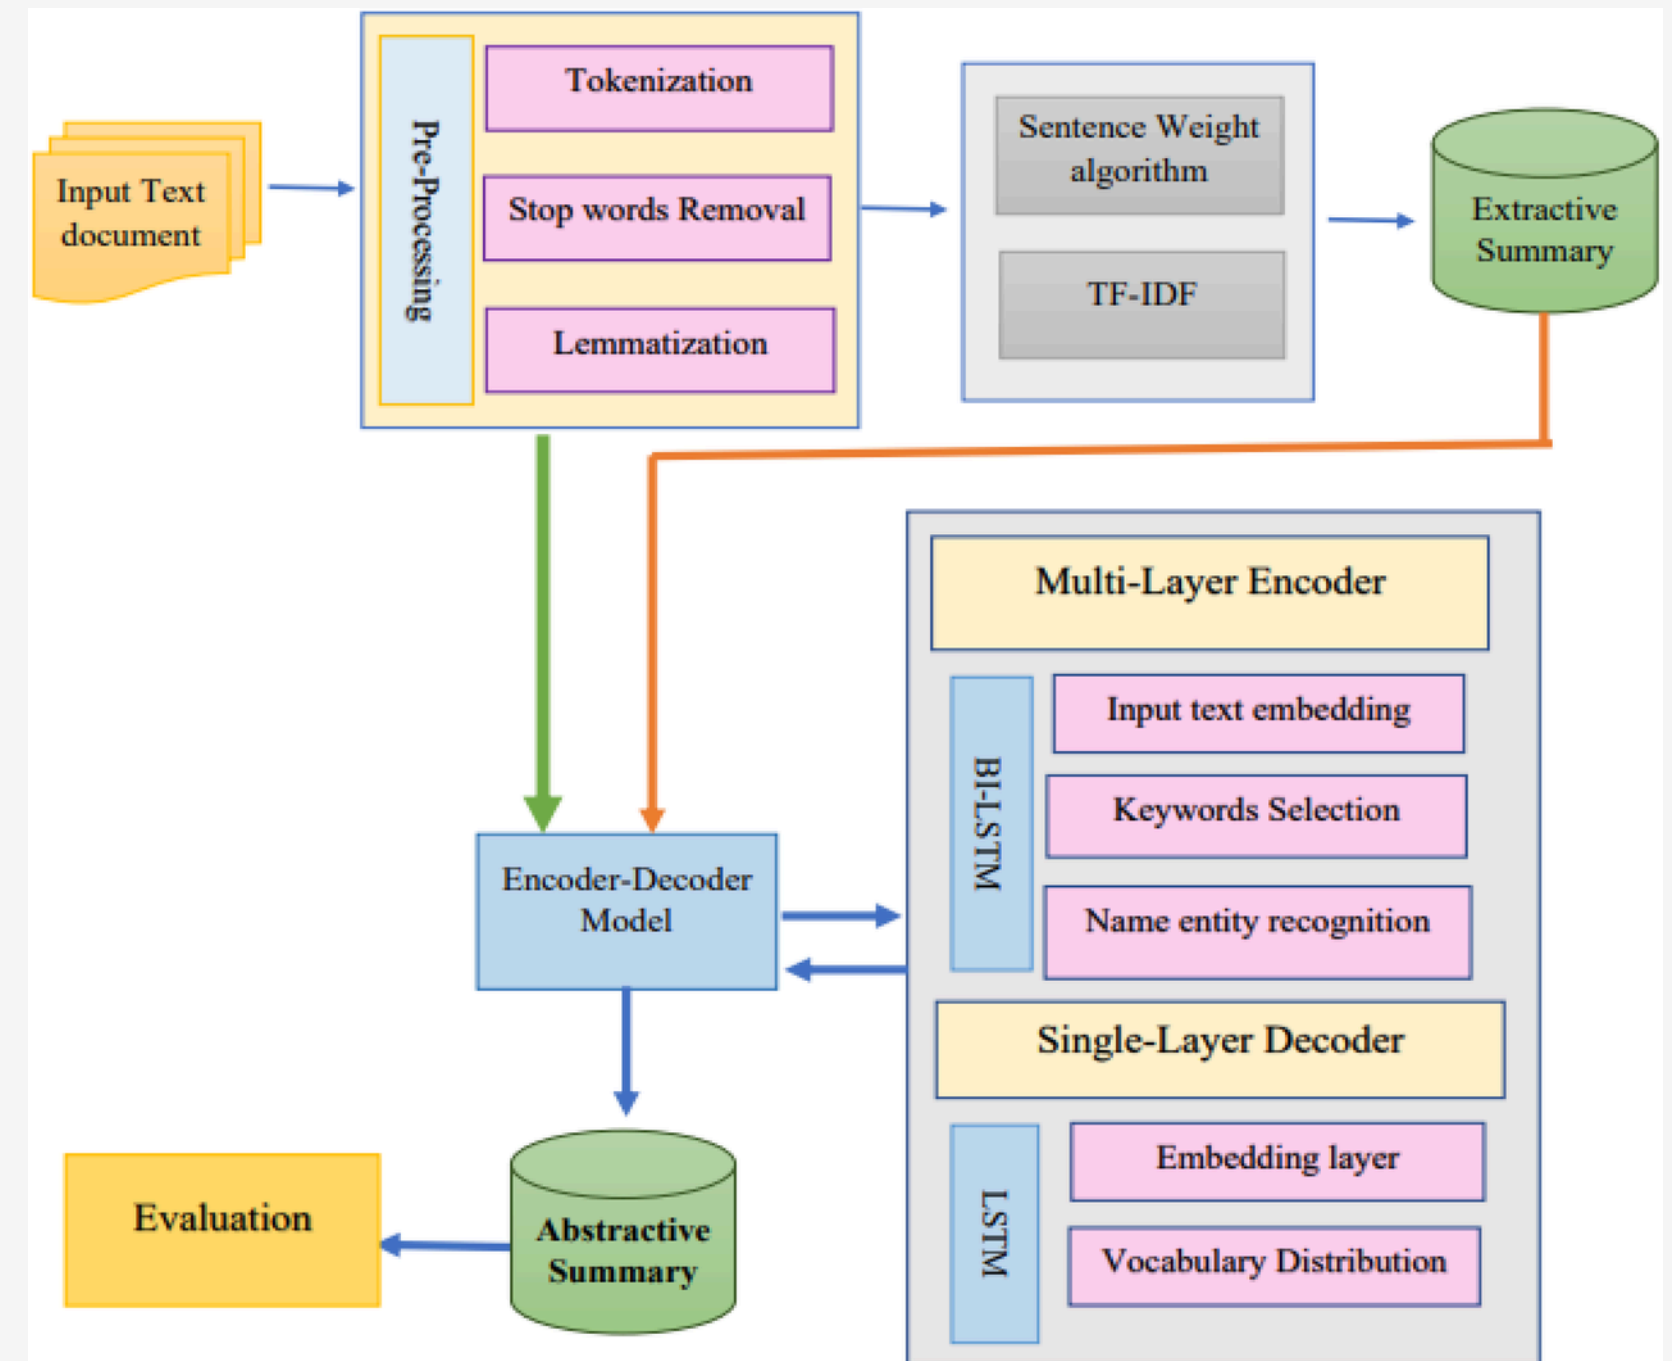 Input Text
document
Pre-Processing
Tokenization
Stop words Removal
Lemmatization
Sentence Weight
algorithm
TF-IDF
Extractive
Summary
Encoder-Decoder
Model
Multi-Layer Encoder
BI-LSTM
Input text embedding
Keywords Selection
Name entity recognition
Single-Layer Decoder
LSTM
Embedding layer
Vocabulary Distribution
Abstractive
Summary
Evaluation